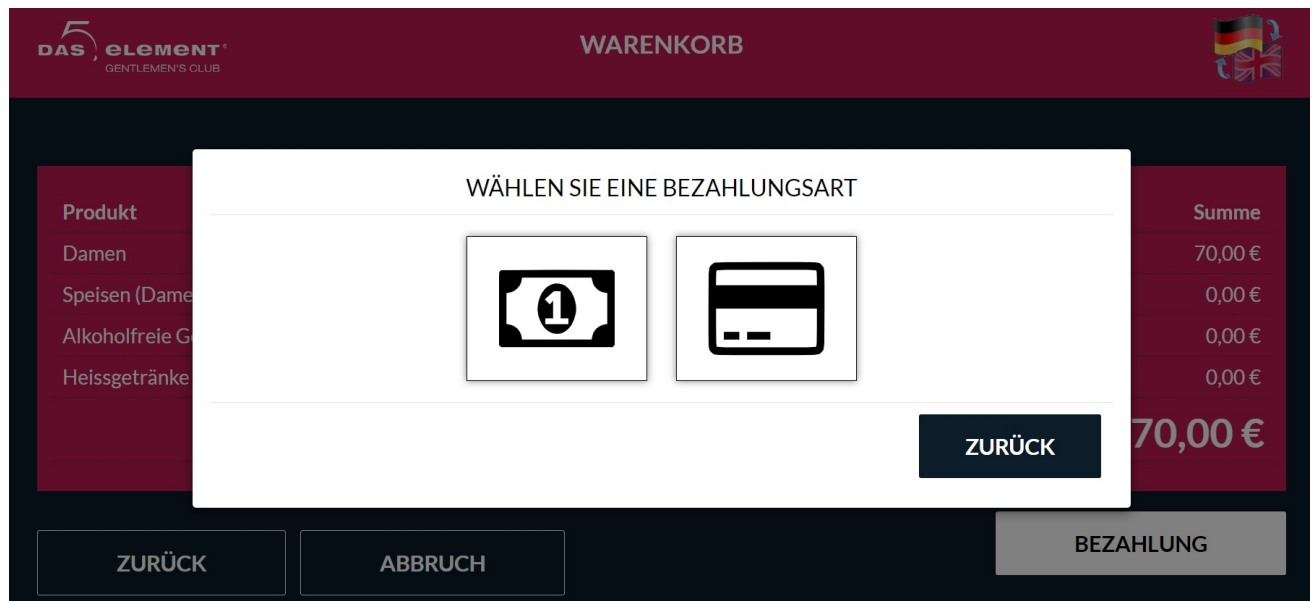 DAS 5 ELEMENT®
GENTLEMEN'S CLUB
WARENKORB
WÄHLEN SIE EINE BEZAHLUNGSART
Produkt
Summe
Damen
70,00 €
Speisen (Dame
0,00 €
Alkoholfreie G
0,00 €
Heissgetränke
0,00 €
1
70,00 €
ZURÜCK
BEZAHLUNG
ZURÜCK
ABBRUCH